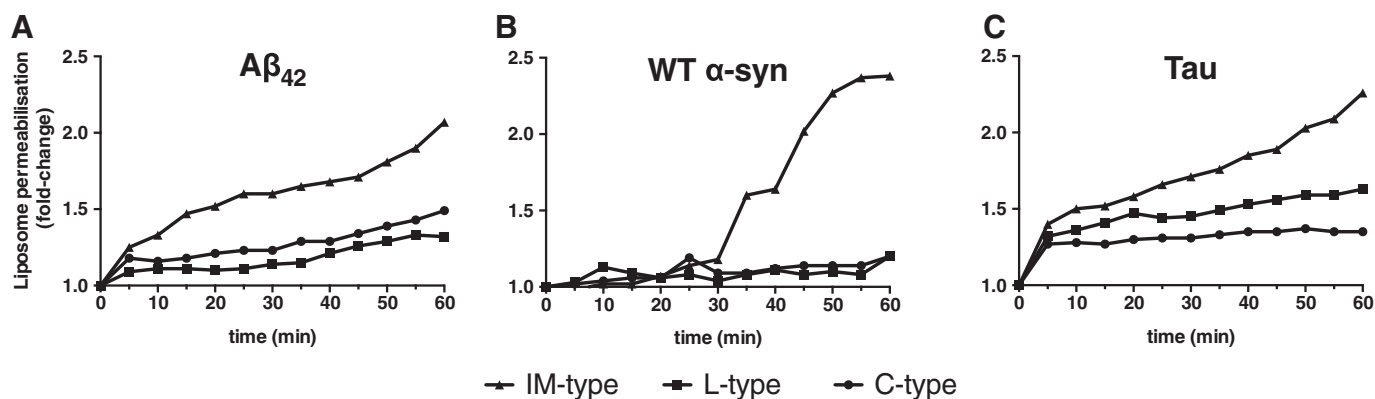 A
Aβ42
Liposome permeabilisation
(fold-change)
2.5
2.0
1.5
1.0
0 10 20 30 40 50 60
time (min)
B
WT α-syn
2.5
2.0
1.5
1.0
0 10 20 30 40 50 60
time (min)
C
Tau
2.5
2.0
1.5
1.0
0 10 20 30 40 50 60
time (min)
IM-type L-type C-type